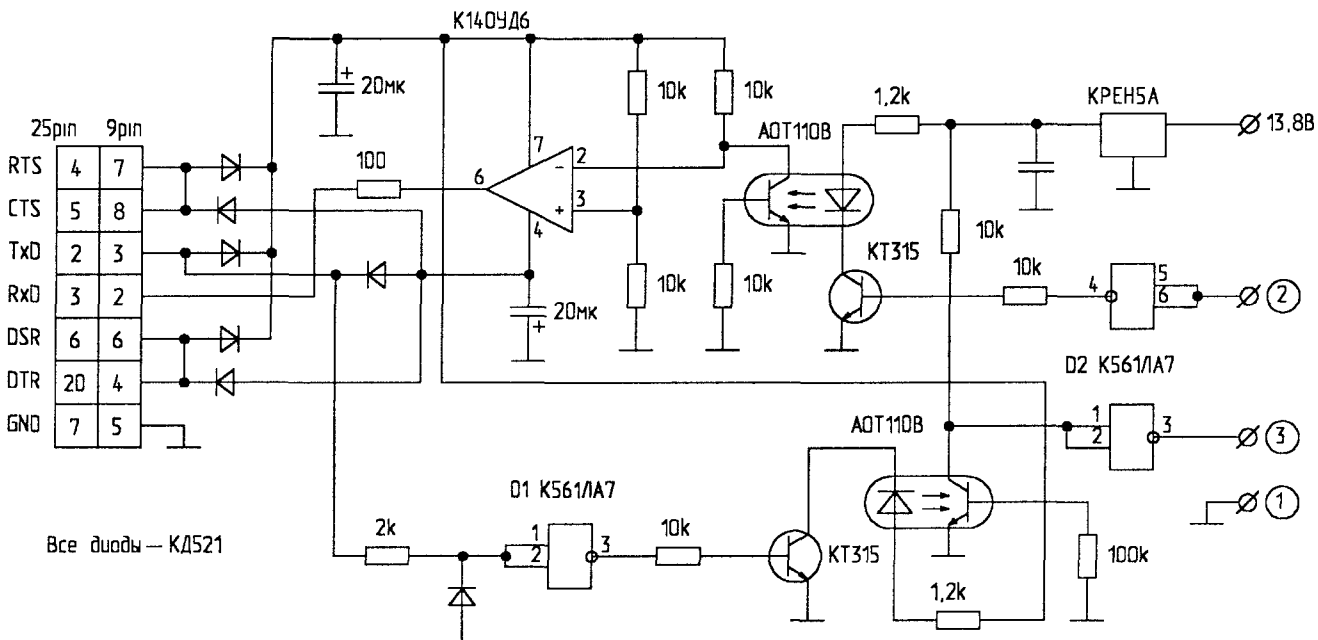 К140УД6
20мк
10k
10k
1,2k
КРЕН5А
13,8В
25pin 9pin
АОТ110В
RTS 4 7
CTS 5 8
TxD 2 3
RxD 3 2
DSR 6 6
DTR 20 4
GND 7 5
100
7
2
6
3
4
-
+
+
10k
10k
10k
КТ315
10k
4
5
6
2
20мк
+
D2 К561ЛА7
АОТ110В
1
2
3
3
1
D1 К561ЛА7
2k
1
2
3
10k
КТ315
100k
1,2k
Все диоды — КД521